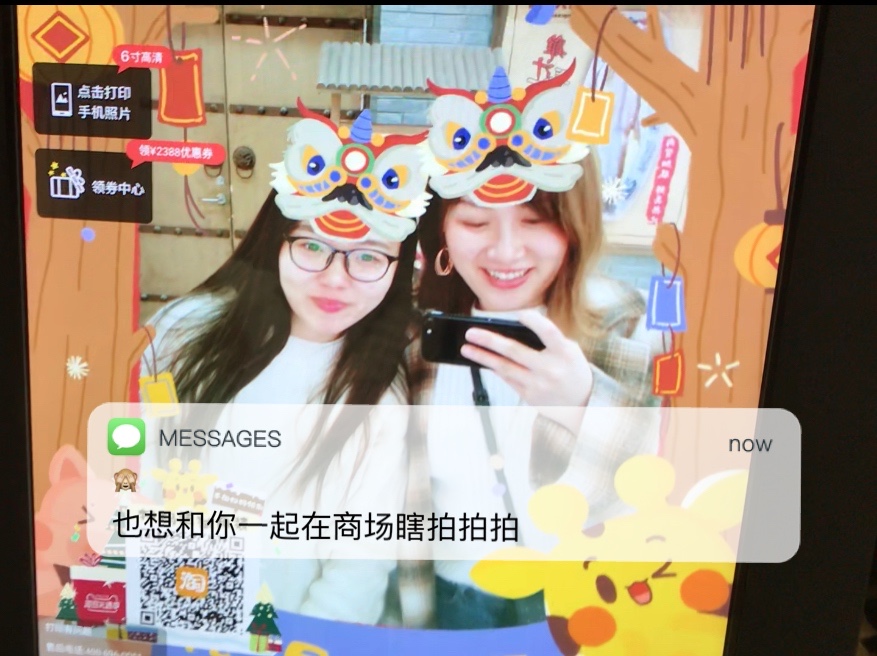 6寸高清
点击打印
手机照片
领¥2388优惠券
领券中心
MESSAGES
now
🙈
也想和你一起在商场瞎拍拍拍
淘